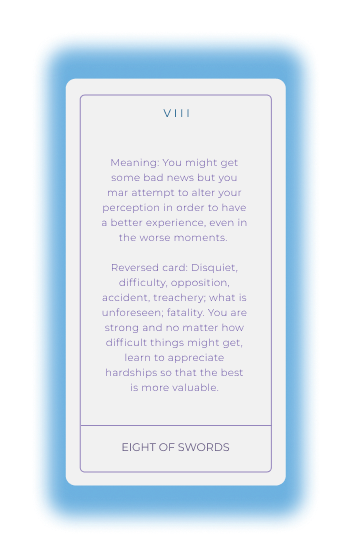 VIII
Meaning: You might get
some bad news but you
mar attempt to alter your
perception in order to have
a better experience, even in
the worse moments.
Reversed card: Disquiet,
difficulty, opposition,
accident, treachery; what is
unforeseen; fatality. You are
strong and no matter how
difficult things might get,
learn to appreciate
hardships so that the best
is more valuable.
EIGHT OF SWORDS